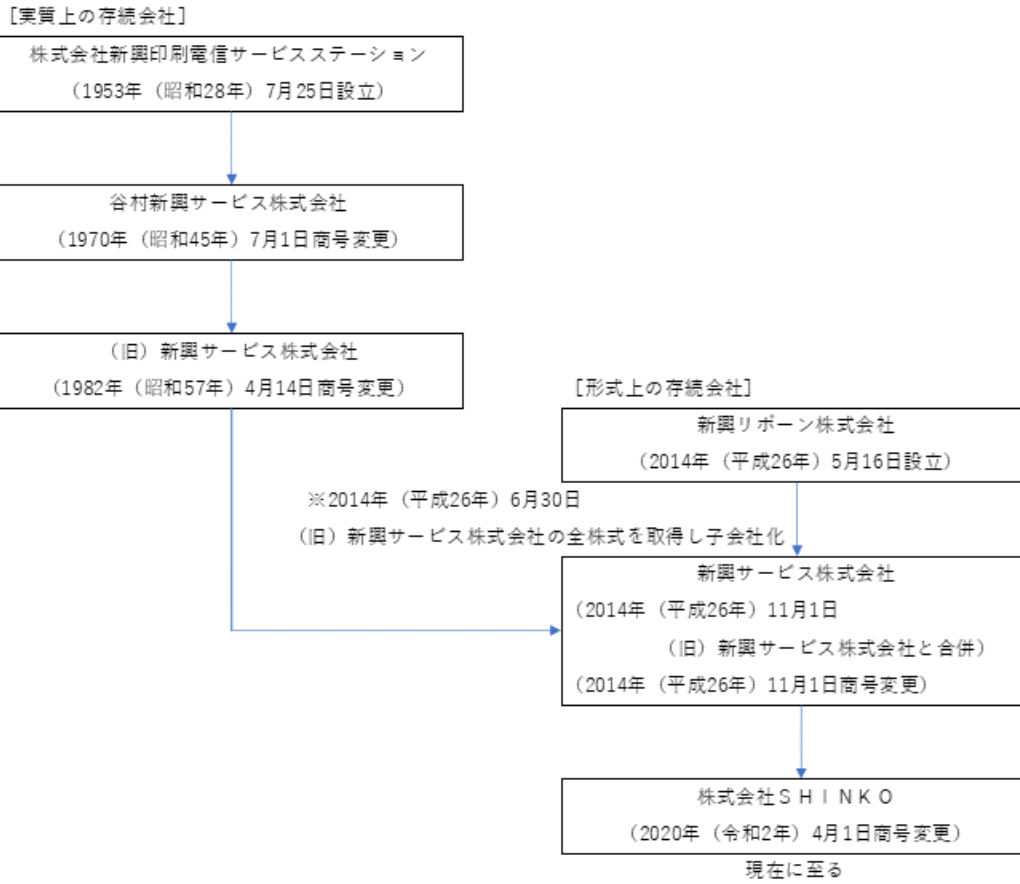 ［実質上の存続会社］
株式会社新興印刷電信サービスステーション
（1953年（昭和28年）7月25日設立）
谷村新興サービス株式会社
（1970年（昭和45年）7月1日商号変更）
（旧）新興サービス株式会社
（1982年（昭和57年）4月14日商号変更）
［形式上の存続会社］
新興リボーン株式会社
（2014年（平成26年）5月16日設立）
※2014年（平成26年）6月30日
（旧）新興サービス株式会社の全株式を取得し子会社化
新興サービス株式会社
（2014年（平成26年）11月1日
（旧）新興サービス株式会社と合併）
（2014年（平成26年）11月1日商号変更）
株式会社ＳＨＩＮＫＯ
（2020年（令和2年）4月1日商号変更）
現在に至る